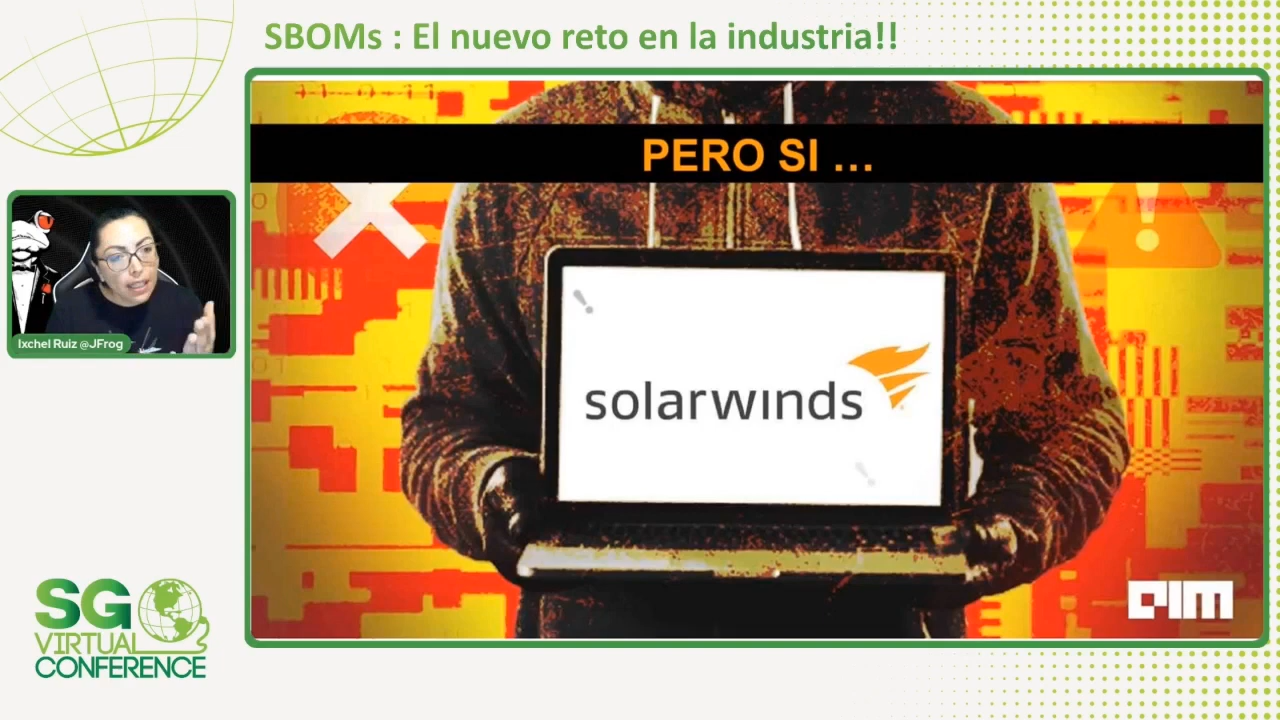 SBOMs : El nuevo reto en la industria!!
PERO SI ...
solarwinds
Ixchel Ruiz @JFrog
SG
VIRTUAL
CONFERENCE
AIM